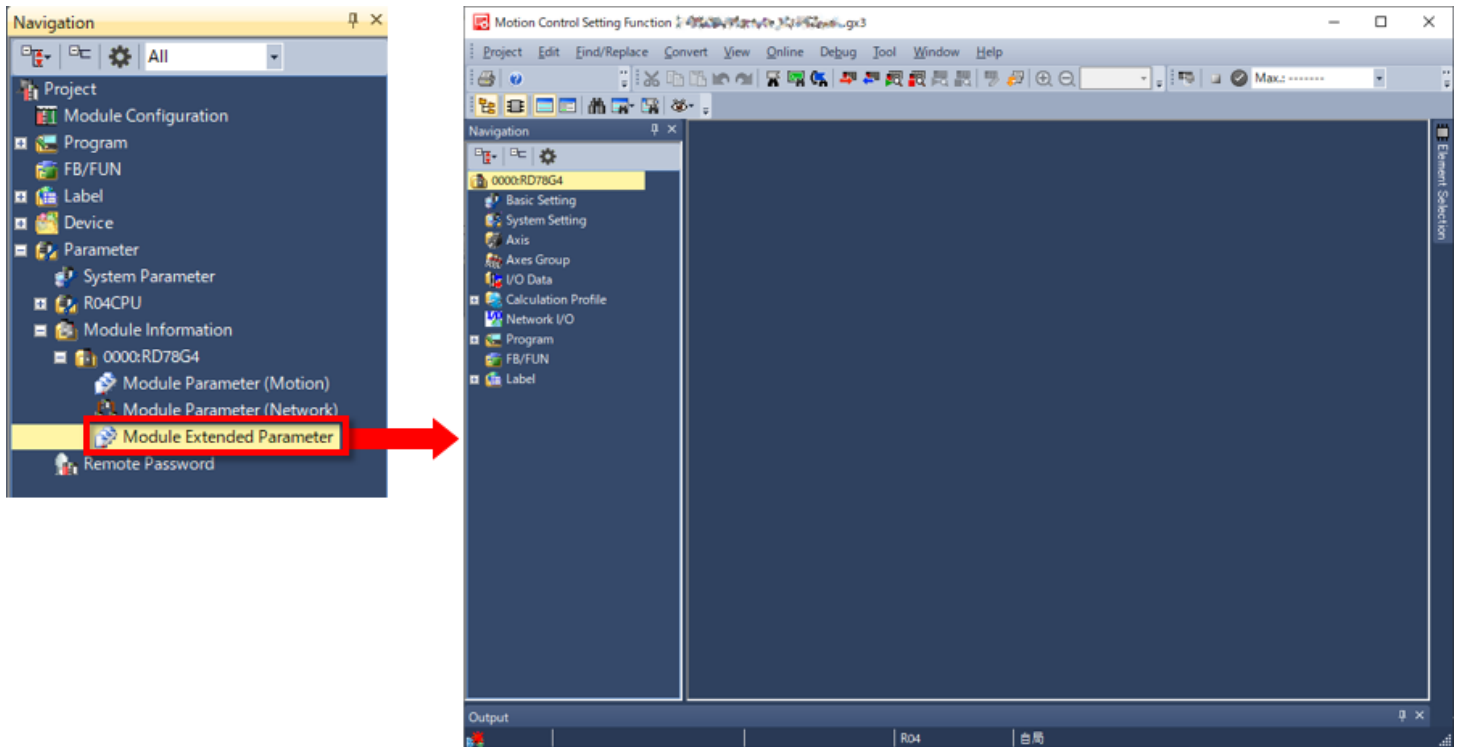 Navigation
All
Project
Module Configuration
Program
FB/FUN
Label
Device
Parameter
System Parameter
R04CPU
Module Information
0000:RD78G4
Module Parameter (Motion)
Module Parameter (Network)
Module Extended Parameter
Remote Password
Motion Control Setting Function .gx3
Project Edit Find/Replace Convert View Online Debug Tool Window Help
Max.: -------
Navigation
0000:RD78G4
Basic Setting
System Setting
Axis
Axes Group
I/O Data
Calculation Profile
Network I/O
Program
FB/FUN
Label
Element Selection
Output
R04 自局